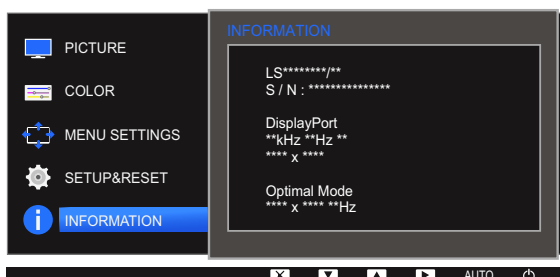 PICTURE
COLOR
MENU SETTINGS
SETUP&RESET
INFORMATION
INFORMATION
LS********/**
S / N : ***************
DisplayPort
**kHz **Hz **
**** x ****
Optimal Mode
**** x **** **Hz
AUTO